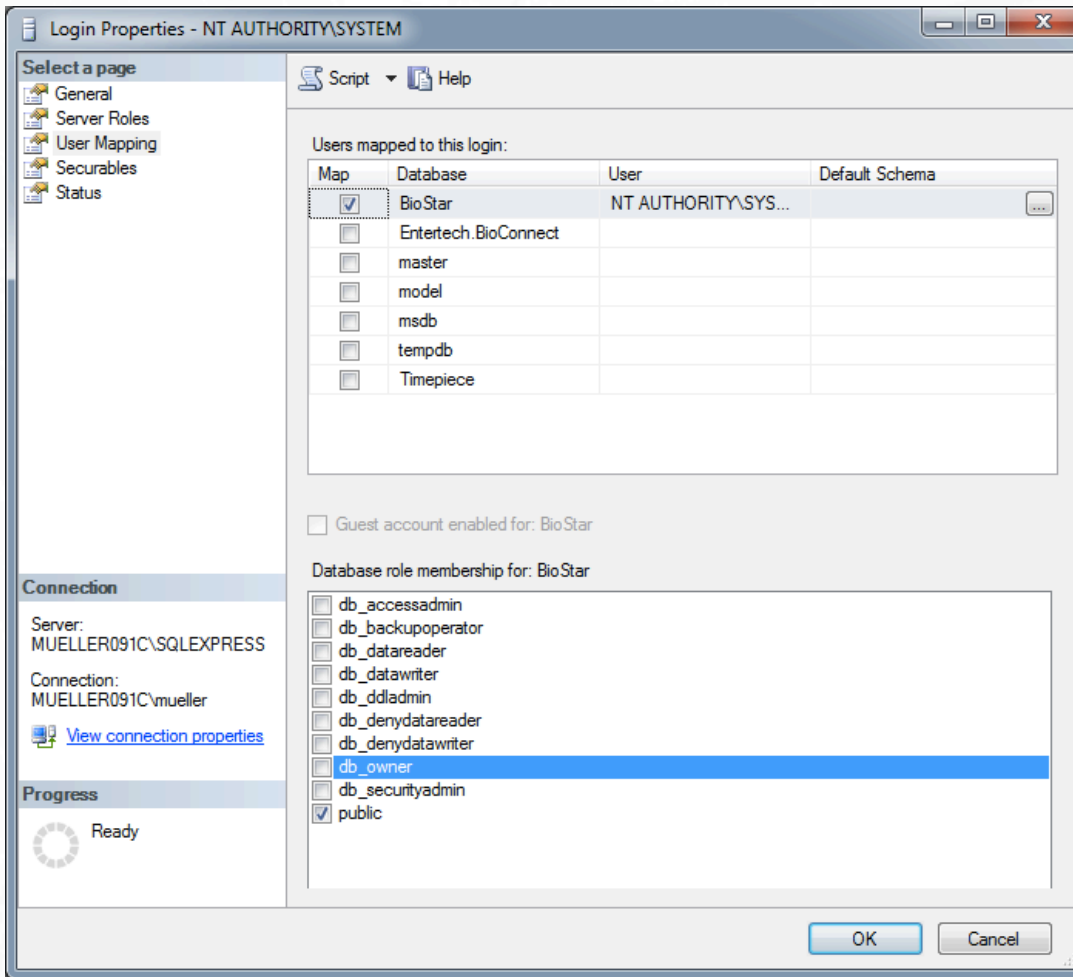 Login Properties - NT AUTHORITY\SYSTEM
Select a page
General
Server Roles
User Mapping
Securables
Status
Script Help
Users mapped to this login:
Map Database User Default Schema
BioStar NT AUTHORITY\SYS... ...
Entertech.BioConnect
master
model
msdb
tempdb
Timepiece
Guest account enabled for: BioStar
Database role membership for: BioStar
db_accessadmin
db_backupoperator
db_datareader
db_datawriter
db_ddladmin
db_denydatareader
db_denydatawriter
db_owner
db_securityadmin
public
Connection
Server:
MUELLER091C\SQLEXPRESS
Connection:
MUELLER091C\mueller
View connection properties
Progress
Ready
OK Cancel